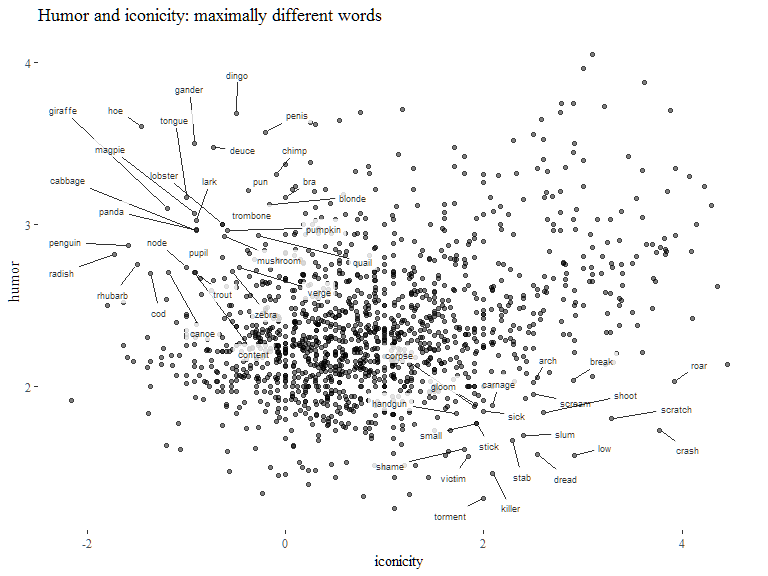 Humor and iconicity: maximally different words
4
dingo
gander
giraffe
hoe
tongue
penis
magpie
deuce
chimp
lobster
cabbage
lark
pun
bra
blonde
panda
trombone
3
pumpkin
penguin
node
pupil
mushroom
quail
radish
rhubarb
trout
verge
cod
zebra
canoe
content
corpse
arch
break
roar
2
gloom
carnage
handgun
scream
shoot
sick
scratch
small
stick
slum
low
crash
shame
victim
stab
dread
torment
killer
humor
-2
0
2
4
iconicity